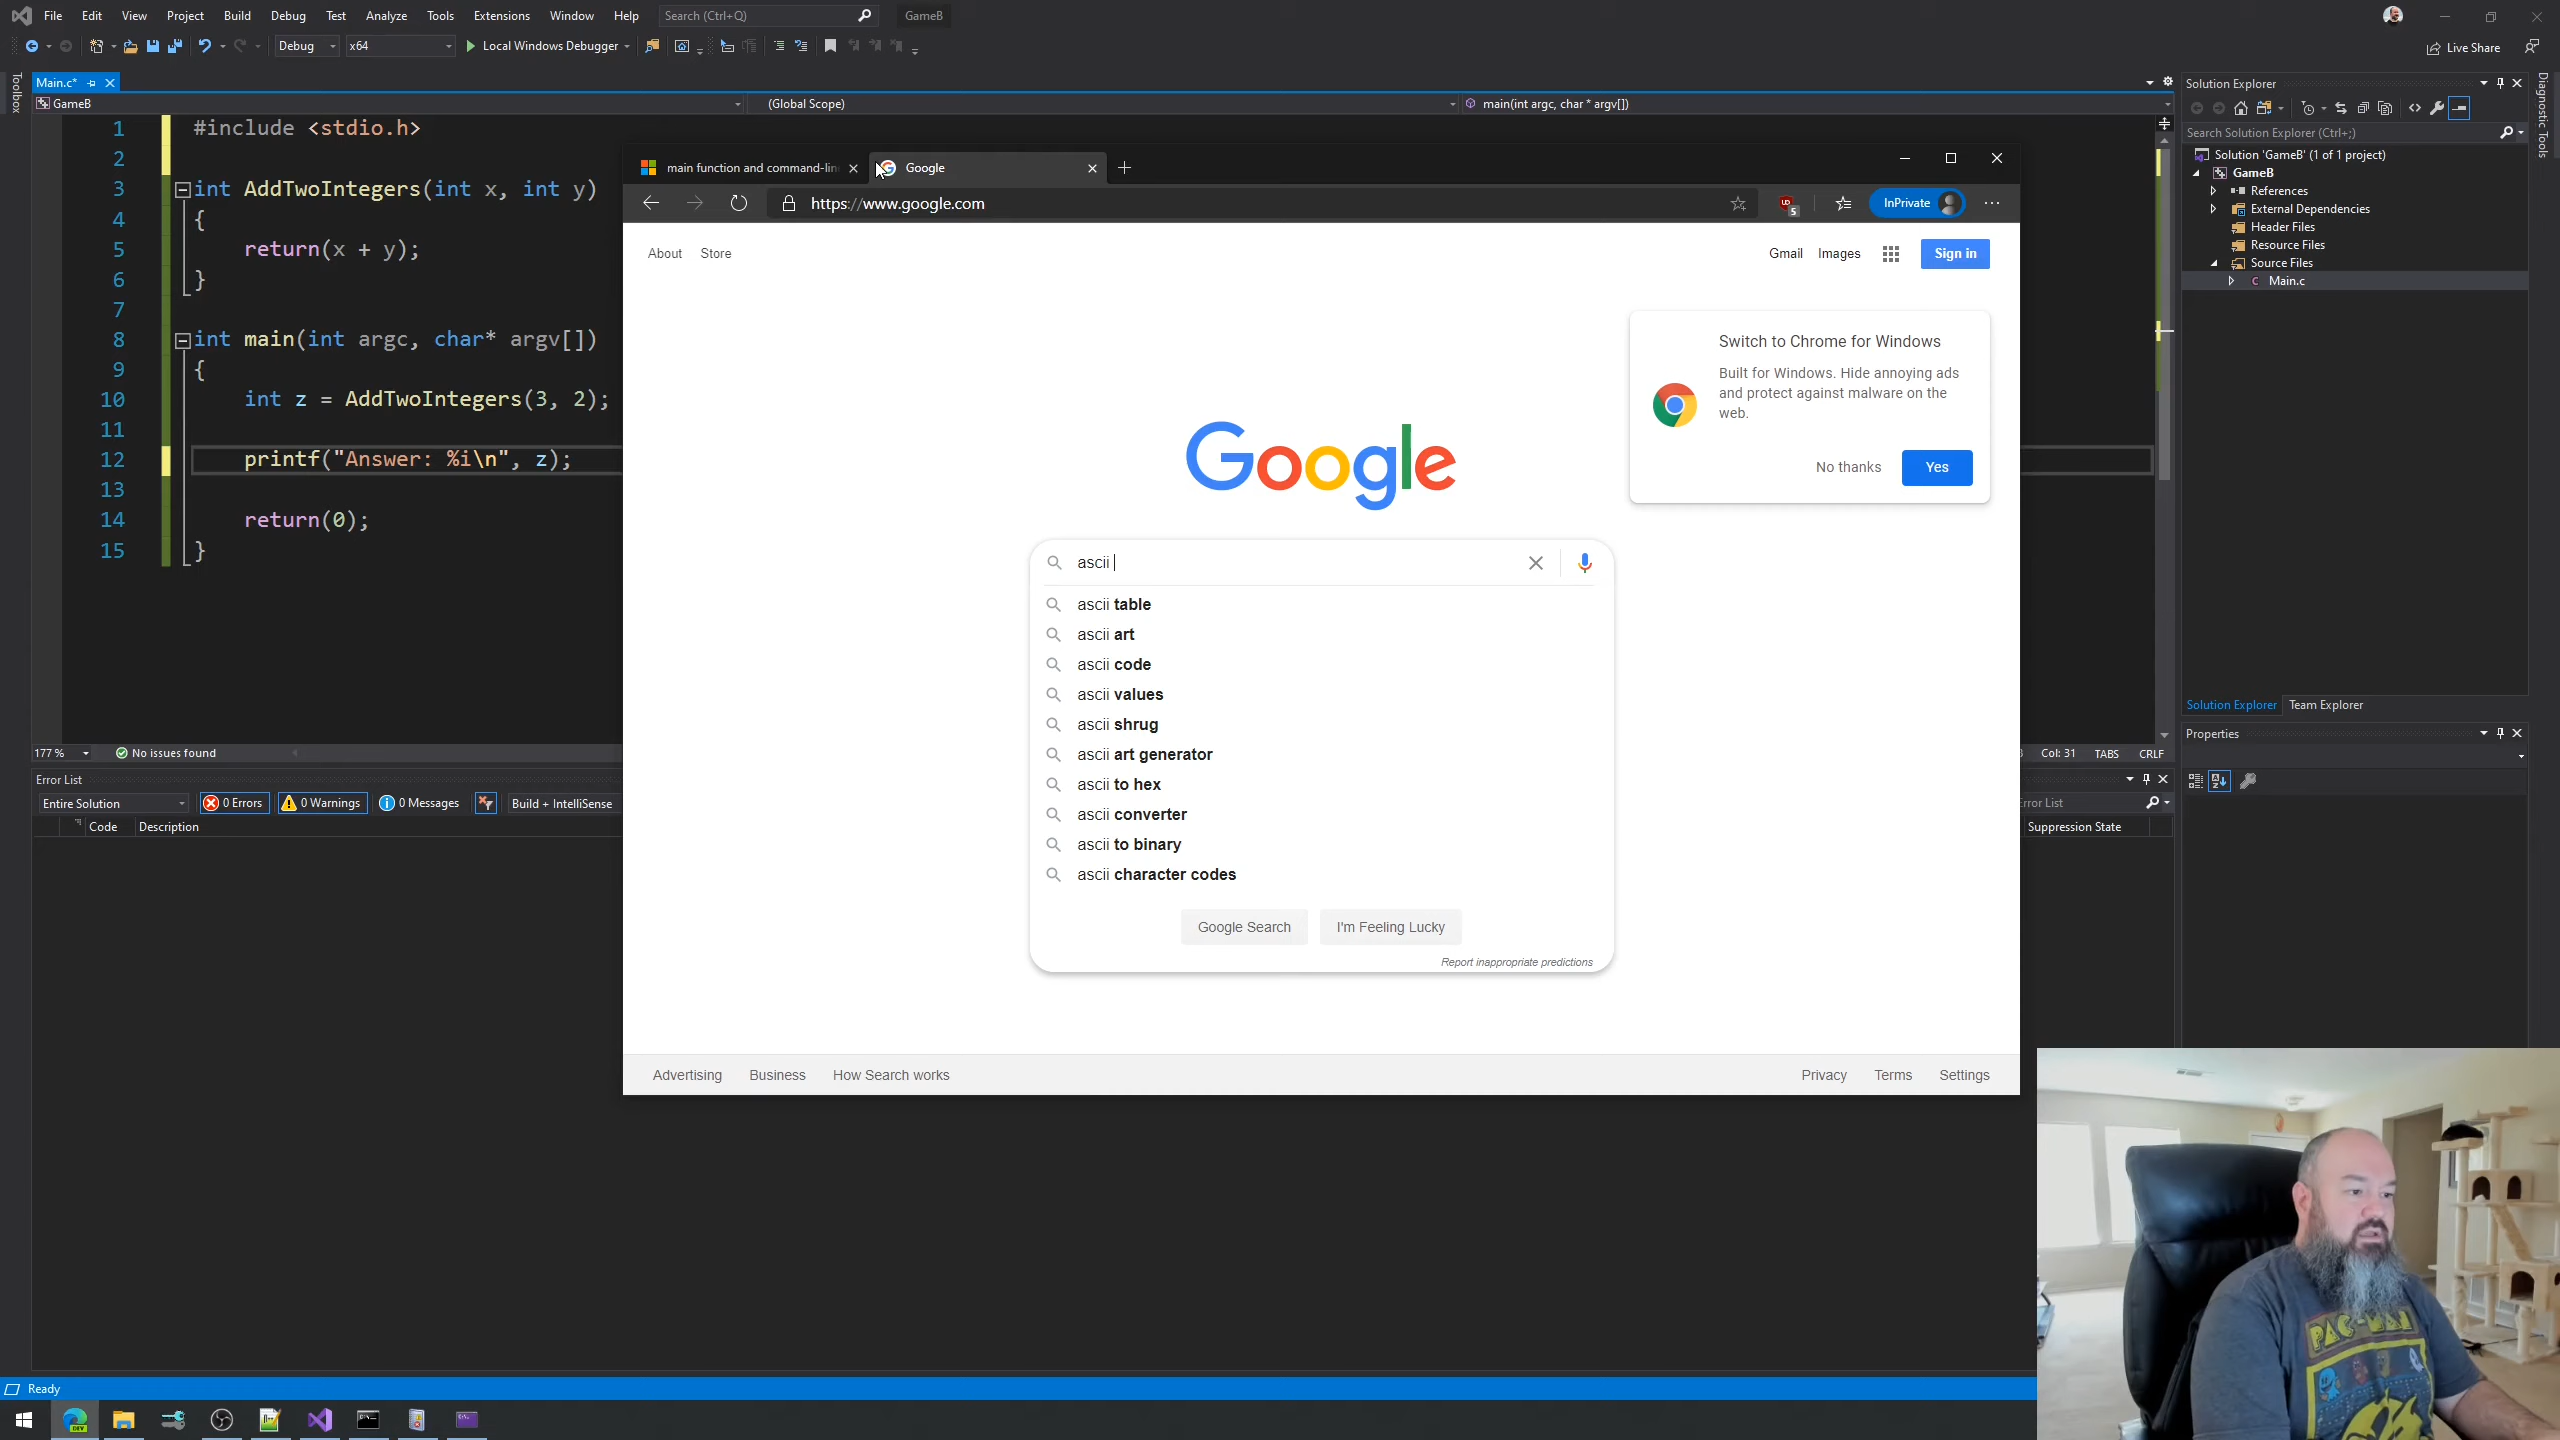 File Edit View Project Build Debug Test Analyze Tools Extensions Window Help Search (Ctrl+Q) GameB
Debug x64 Local Windows Debugger Live Share
Toolbox
Main.c*
GameB (Global Scope) main(int argc, char * argv[])
1 #include <stdio.h>
2
3 int AddTwoIntegers(int x, int y)
4 {
5 return(x + y);
6 }
7
8 int main(int argc, char* argv[])
9 {
10 int z = AddTwoIntegers(3, 2);
11
12 printf("Answer: %i\n", z);
13
14 return(0);
15 }
177 % No issues found
Col: 31 TABS CRLF
Error List
Entire Solution 0 Errors 0 Warnings 0 Messages Build + IntelliSense
Code Description
Suppression State
main function and command-lin
Google
https://www.google.com
InPrivate
About Store
Gmail Images Sign in
Switch to Chrome for Windows
Built for Windows. Hide annoying ads
and protect against malware on the
web.
No thanks Yes
Google
ascii
ascii table
ascii art
ascii code
ascii values
ascii shrug
ascii art generator
ascii to hex
ascii converter
ascii to binary
ascii character codes
Google Search I'm Feeling Lucky
Report inappropriate predictions
Advertising Business How Search works
Privacy Terms Settings
Solution Explorer
Search Solution Explorer (Ctrl+;)
Solution 'GameB' (1 of 1 project)
GameB
References
External Dependencies
Header Files
Resource Files
Source Files
Main.c
Solution Explorer Team Explorer
Properties
Diagnostic Tools
Ready
PAC-MAN